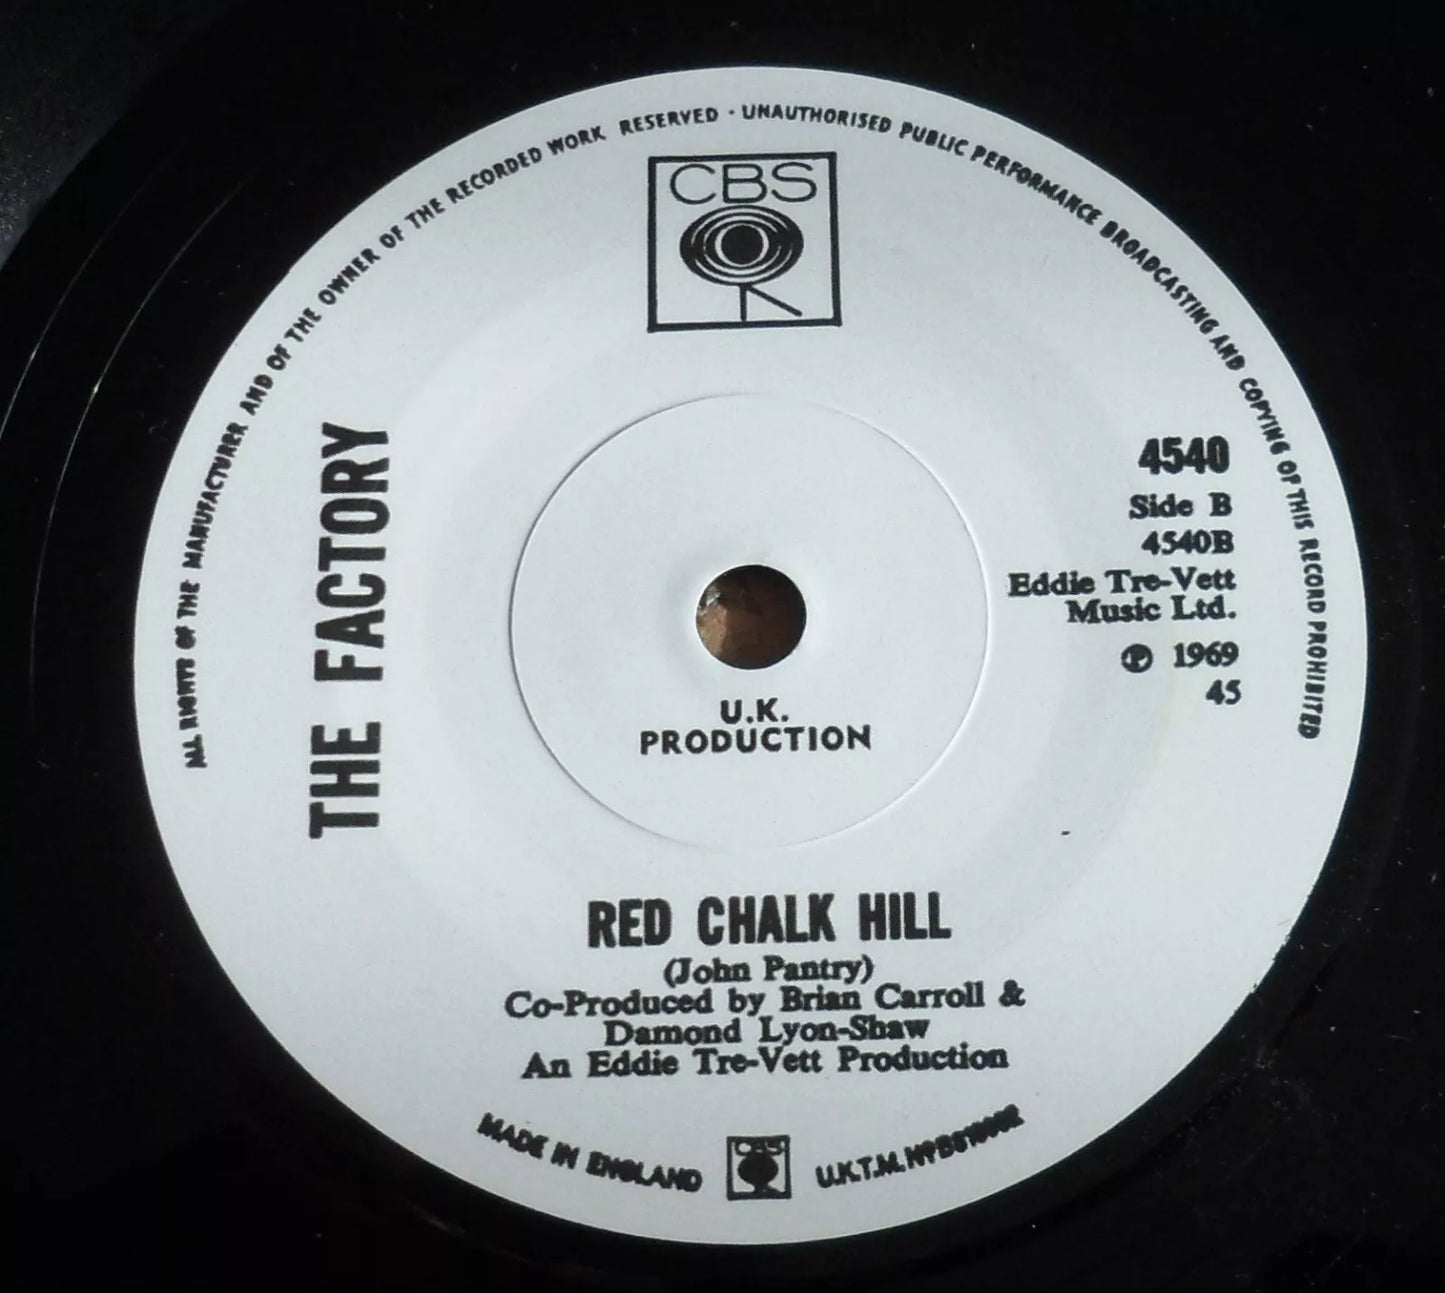 ALL RIGHTS OF THE MANUFACTURER AND OF THE OWNER OF THE RECORDED WORK RESERVED · UNAUTHORISED PUBLIC PERFORMANCE BROADCASTING AND COPYING OF THIS RECORD PROHIBITED
CBS
THE FACTORY
4540
Side B
4540B
Eddie Tre-Vett
Music Ltd.
Ⓟ 1969
45
U.K.
PRODUCTION
RED CHALK HILL
(John Pantry)
Co-Produced by Brian Carroll &
Damond Lyon-Shaw
An Eddie Tre-Vett Production
MADE IN ENGLAND
CBS
U.K.T.M.